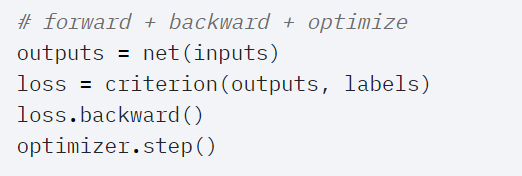 # forward + backward + optimize
outputs = net(inputs)
loss = criterion(outputs, labels)
loss.backward()
optimizer.step()